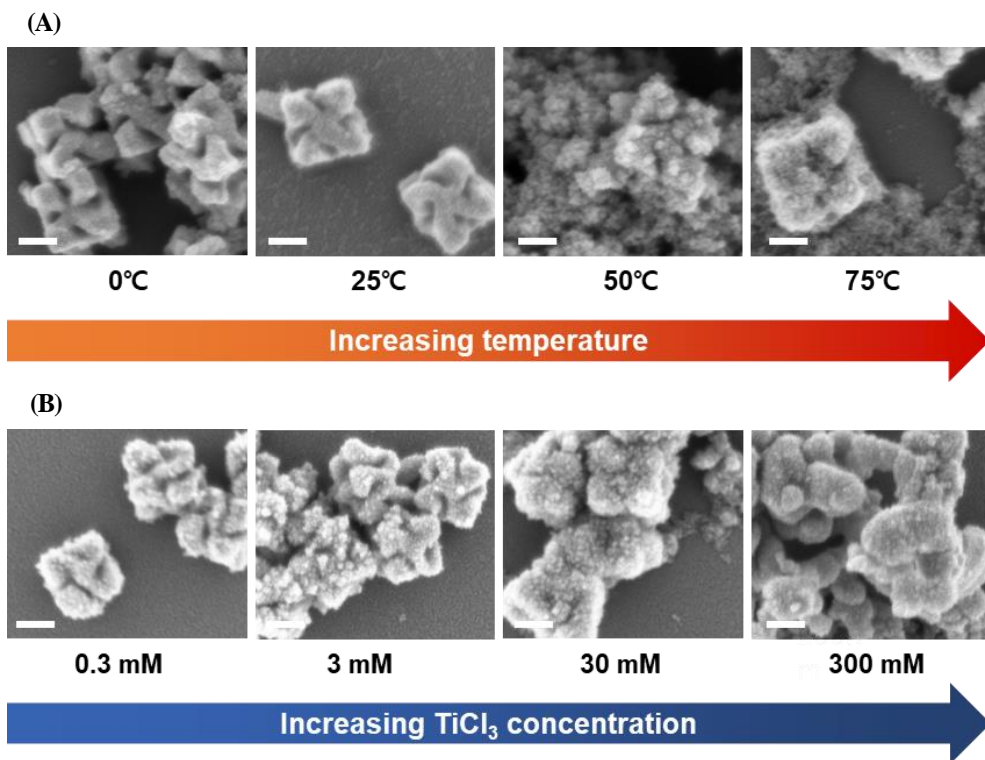 (A)
0℃ 25℃ 50℃ 75℃
Increasing temperature
(B)
0.3 mM 3 mM 30 mM 300 mM
Increasing TiCl₃ concentration